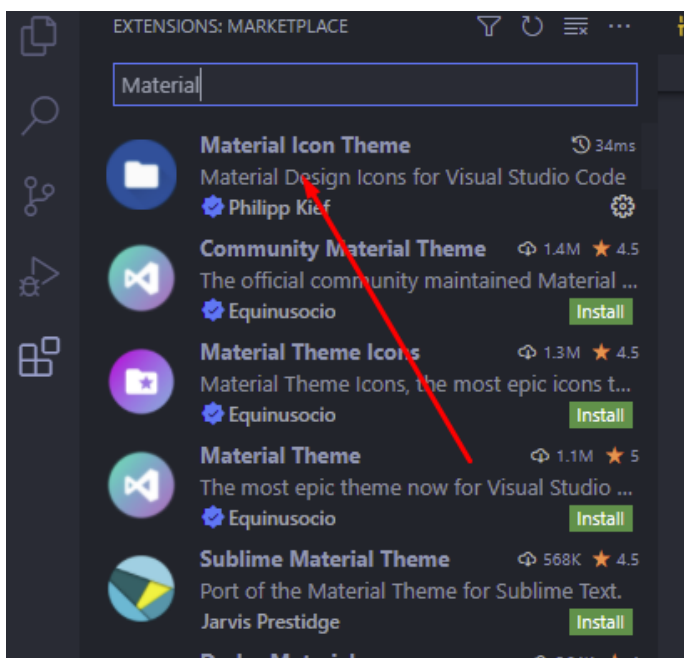 EXTENSIONS: MARKETPLACE
Material
Material Icon Theme 34ms
Material Design Icons for Visual Studio Code
Philipp Kief
Community Material Theme 1.4M 4.5
The official community maintained Material ...
Equinusocio Install
Material Theme Icons 1.3M 4.5
Material Theme Icons, the most epic icons t...
Equinusocio Install
Material Theme 1.1M 5
The most epic theme now for Visual Studio ...
Equinusocio Install
Sublime Material Theme 568K 4.5
Port of the Material Theme for Sublime Text.
Jarvis Prestidge Install